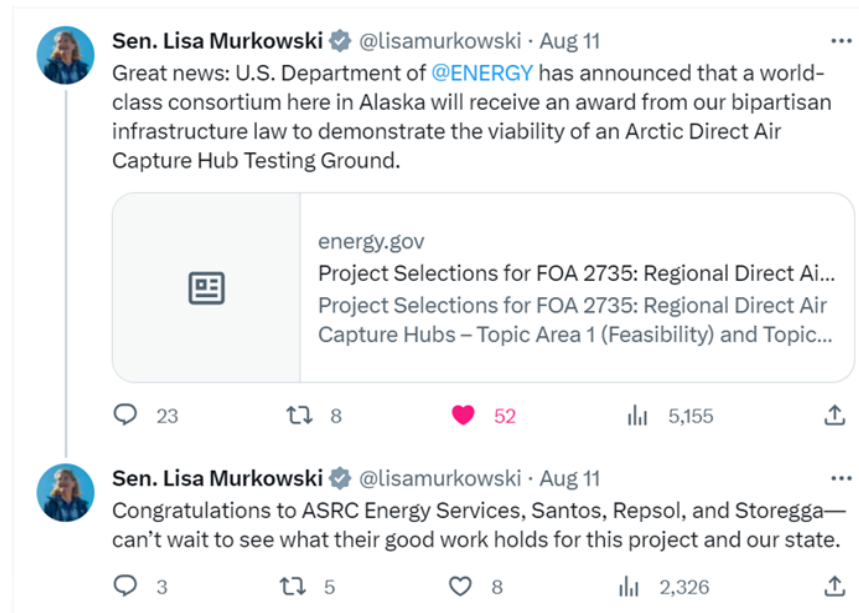 Sen. Lisa Murkowski @lisamurkowski · Aug 11
Great news: U.S. Department of @ENERGY has announced that a world-
class consortium here in Alaska will receive an award from our bipartisan
infrastructure law to demonstrate the viability of an Arctic Direct Air
Capture Hub Testing Ground.
energy.gov
Project Selections for FOA 2735: Regional Direct Ai...
Project Selections for FOA 2735: Regional Direct Air
Capture Hubs – Topic Area 1 (Feasibility) and Topic...
23 8 52 5,155
Sen. Lisa Murkowski @lisamurkowski · Aug 11
Congratulations to ASRC Energy Services, Santos, Repsol, and Storegga—
can’t wait to see what their good work holds for this project and our state.
3 5 8 2,326